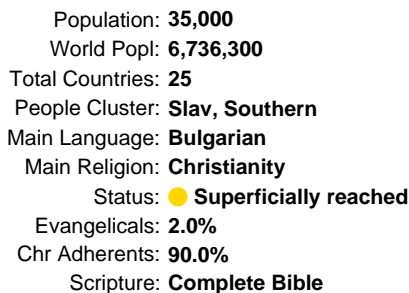 Population: 35,000
World Popl: 6,736,300
Total Countries: 25
People Cluster: Slav, Southern
Main Language: Bulgarian
Main Religion: Christianity
Status: Superficially reached
Evangelicals: 2.0%
Chr Adherents: 90.0%
Scripture: Complete Bible